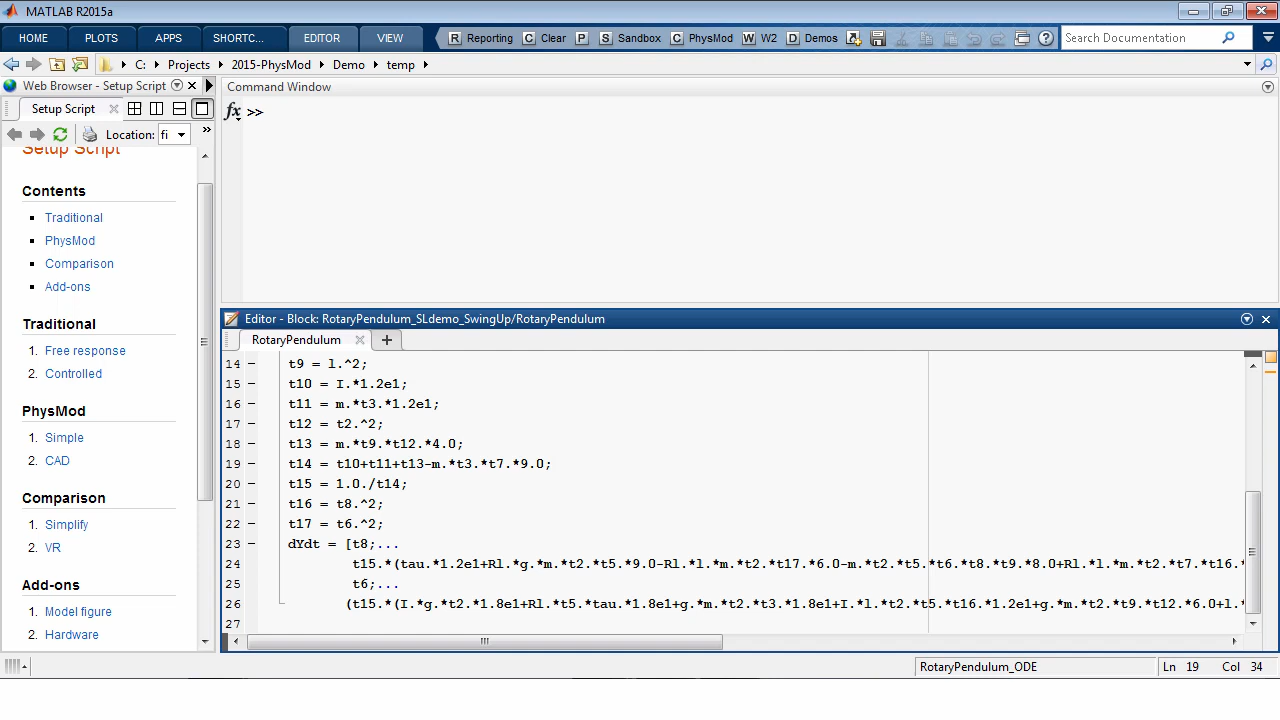 MATLAB R2015a
HOME PLOTS APPS SHORTC... EDITOR VIEW R Reporting C Clear P S Sandbox C PhysMod W W2 D Demos Search Documentation
C: Projects 2015-PhysMod Demo temp
Web Browser - Setup Script
Setup Script
Location: fi
Setup Script
Contents
Traditional
PhysMod
Comparison
Add-ons
Traditional
1. Free response
2. Controlled
PhysMod
1. Simple
2. CAD
Comparison
1. Simplify
2. VR
Add-ons
1. Model figure
2. Hardware
Command Window
fx >>
Editor - Block: RotaryPendulum_SLdemo_SwingUp/RotaryPendulum
RotaryPendulum
14 - t9 = l.^2;
15 - t10 = I.*1.2e1;
16 - t11 = m.*t3.*1.2e1;
17 - t12 = t2.^2;
18 - t13 = m.*t9.*t12.*4.0;
19 - t14 = t10+t11+t13-m.*t3.*t7.*9.0;
20 - t15 = 1.0./t14;
21 - t16 = t8.^2;
22 - t17 = t6.^2;
23 - dYdt = [t8;...
24 t15.*(tau.*1.2e1+Rl.*g.*m.*t2.*t5.*9.0-Rl.*l.*m.*t2.*t17.*6.0-m.*t2.*t5.*t6.*t8.*t9.*8.0+Rl.*l.*m.*t2.*t7.*t16.*
25 t6;...
26 (t15.*(I.*g.*t2.*1.8e1+Rl.*t5.*tau.*1.8e1+g.*m.*t2.*t3.*1.8e1+I.*l.*t2.*t5.*t16.*1.2e1+g.*m.*t2.*t9.*t12.*6.0+l.*
27
RotaryPendulum_ODE Ln 19 Col 34